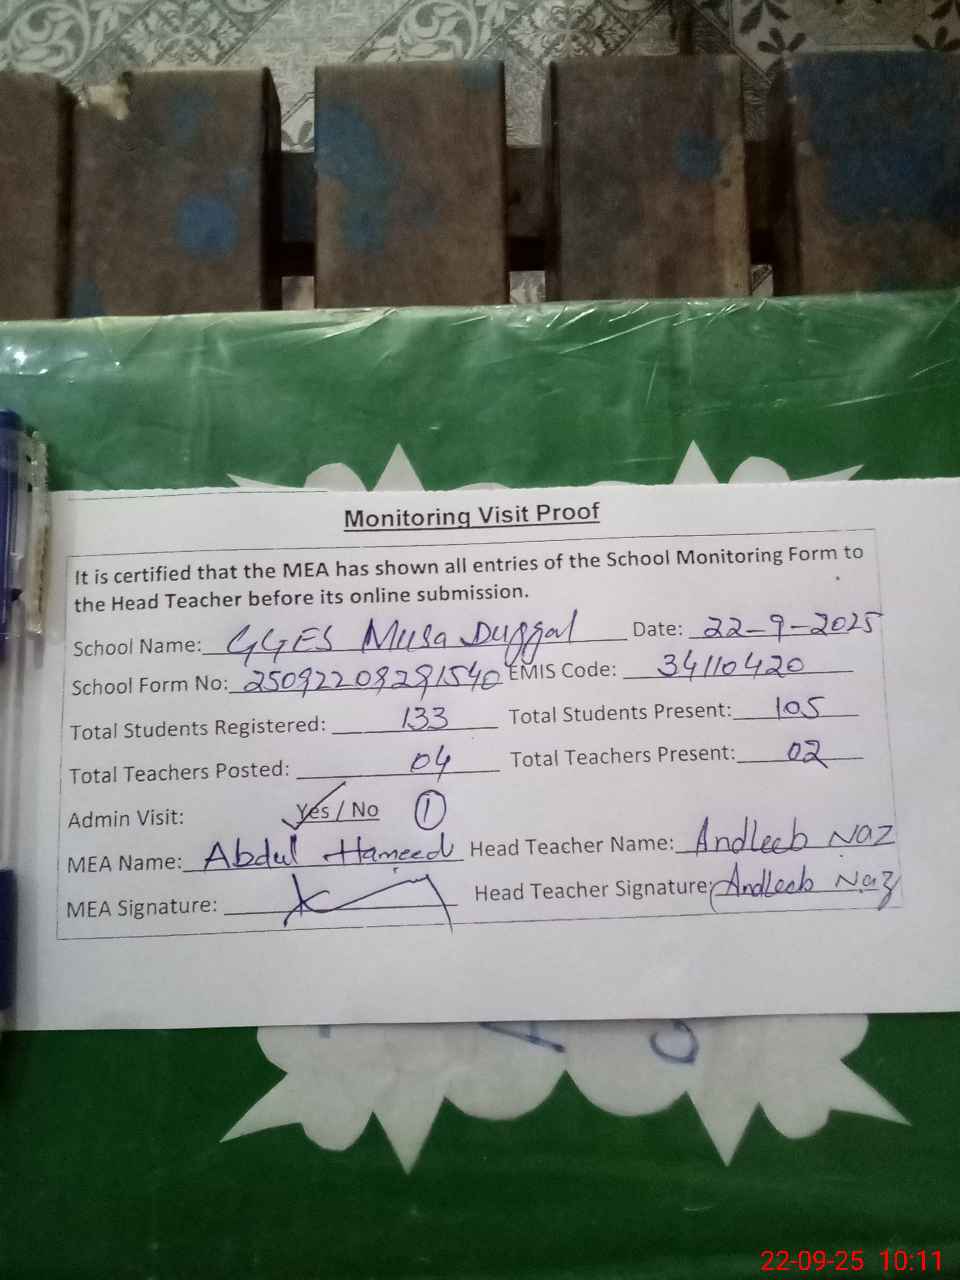 Monitoring Visit Proof
It is certified that the MEA has shown all entries of the School Monitoring Form to
the Head Teacher before its online submission.
School Name: GGES Musa Duggal Date: 22-9-2025
School Form No: 25092209291540 EMIS Code: 34110420
Total Students Registered: 133 Total Students Present: 105
Total Teachers Posted: 04 Total Teachers Present: 02
Admin Visit: Yes / No 1
MEA Name: Abdul Hameed Head Teacher Name: Andleeb Naz
MEA Signature: Head Teacher Signature: Andleeb Naz
22-09-25 10:11